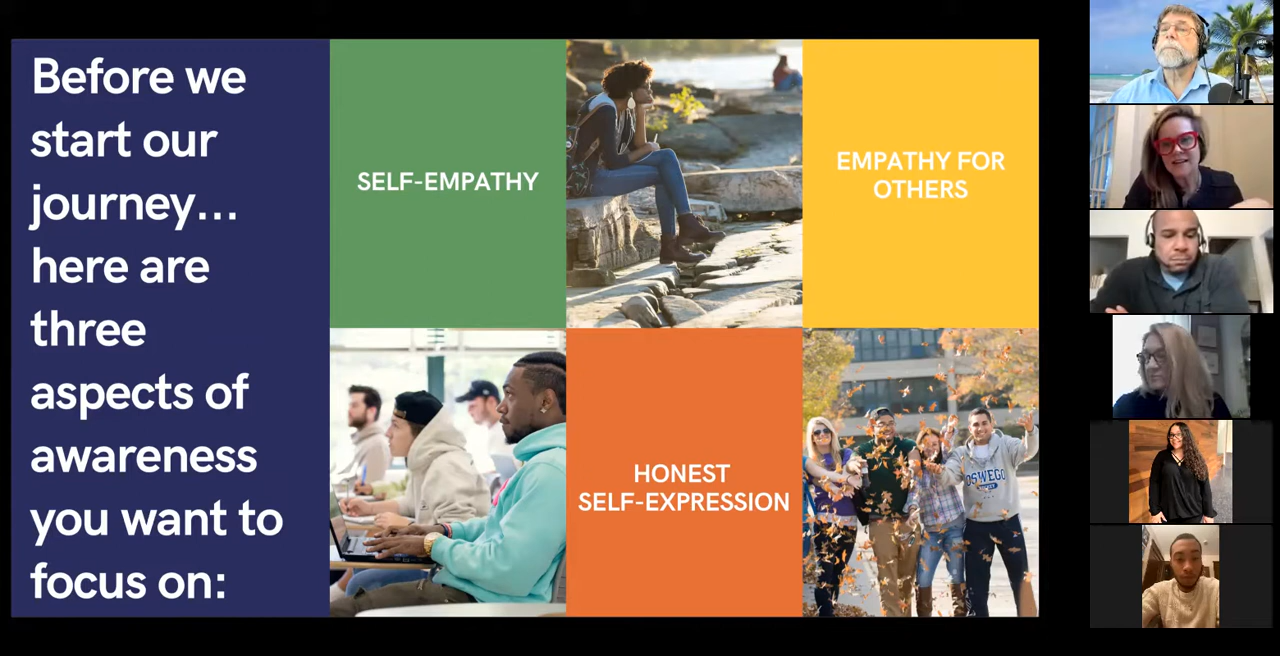 Before we
start our
journey...
here are
three
aspects of
awareness
you want to
focus on:
SELF-EMPATHY
EMPATHY FOR
OTHERS
HONEST
SELF-EXPRESSION
OSWEGO